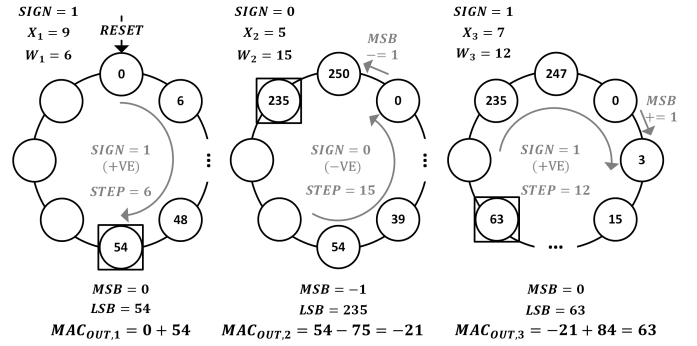 SIGN = 1
X₁ = 9
W₁ = 6
RESET
0
6
48
54
SIGN = 1
(+VE)
STEP = 6
...
MSB = 0
LSB = 54
MAC_OUT,1 = 0 + 54
SIGN = 0
X₂ = 5
W₂ = 15
MSB
−= 1
250
235
0
39
54
SIGN = 0
(−VE)
STEP = 15
...
MSB = −1
LSB = 235
MAC_OUT,2 = 54 − 75 = −21
SIGN = 1
X₃ = 7
W₃ = 12
247
235
0
MSB
+= 1
3
15
63
SIGN = 1
(+VE)
STEP = 12
...
MSB = 0
LSB = 63
MAC_OUT,3 = −21 + 84 = 63